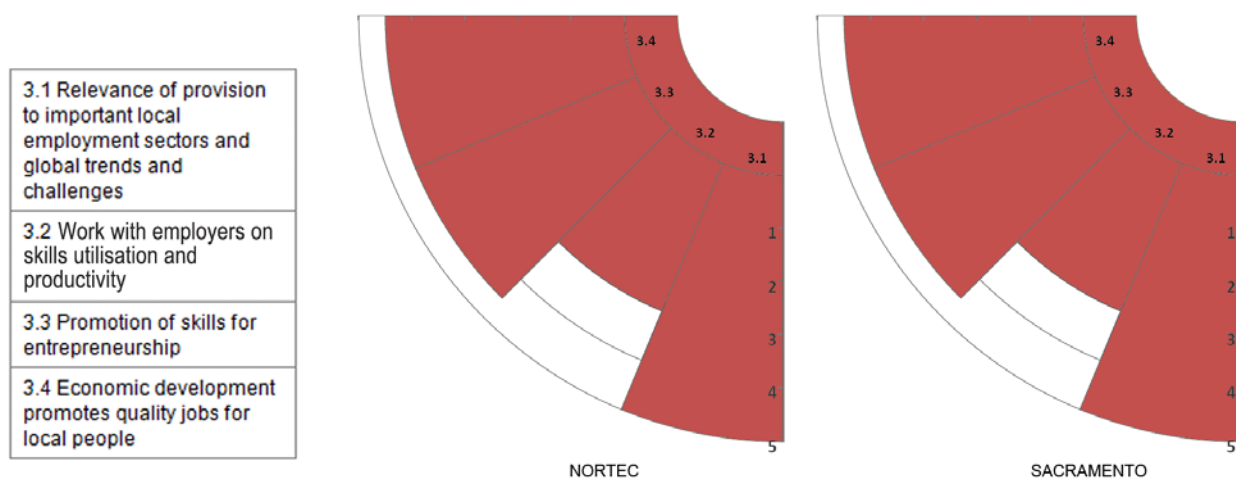 3.1 Relevance of provision
to important local
employment sectors and
global trends and
challenges
3.2 Work with employers on
skills utilisation and
productivity
3.3 Promotion of skills for
entrepreneurship
3.4 Economic development
promotes quality jobs for
local people
3.4
3.3
3.2
3.1
1
2
3
4
5
NORTEC
3.4
3.3
3.2
3.1
1
2
3
4
5
SACRAMENTO